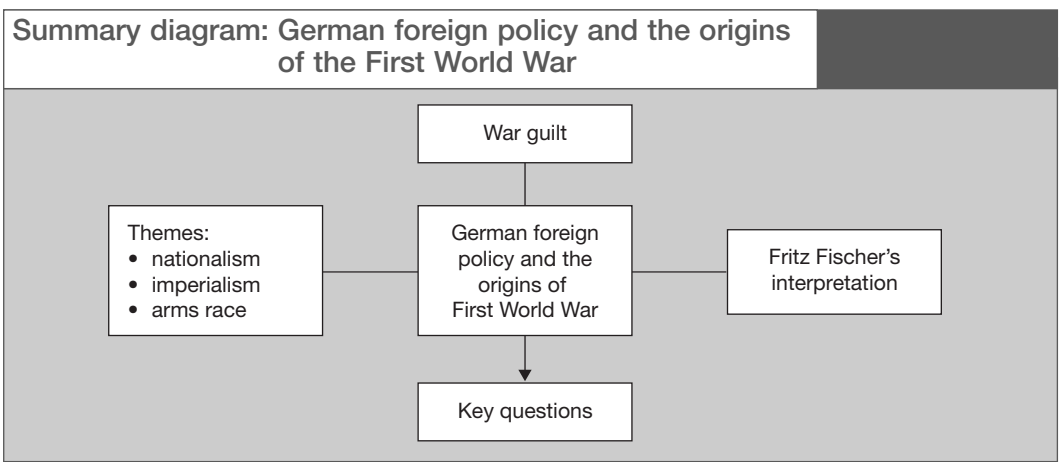 Summary diagram: German foreign policy and the origins
of the First World War
War guilt
Themes:
• nationalism
• imperialism
• arms race
German foreign
policy and the
origins of
First World War
Fritz Fischer’s
interpretation
Key questions